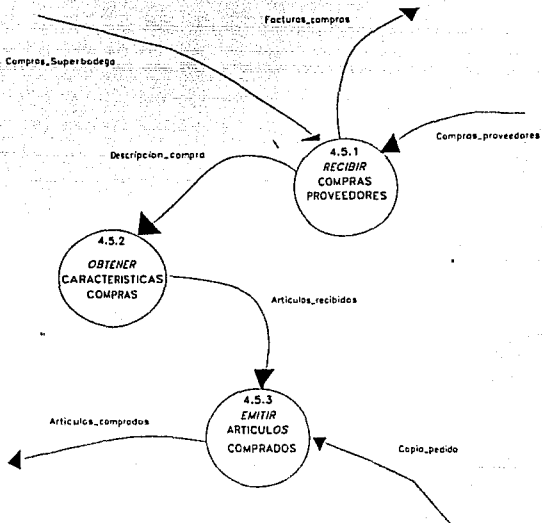 Facturas_compras
Compras_Superbodega
Compras_proveedores
Descripcion_compra
4.5.1
RECIBIR
COMPRAS
PROVEEDORES
4.5.2
OBTENER
CARACTERISTICAS
COMPRAS
Articulos_recibidos
4.5.3
EMITIR
ARTICULOS
COMPRADOS
Articulos_comprados
Copia_pedido